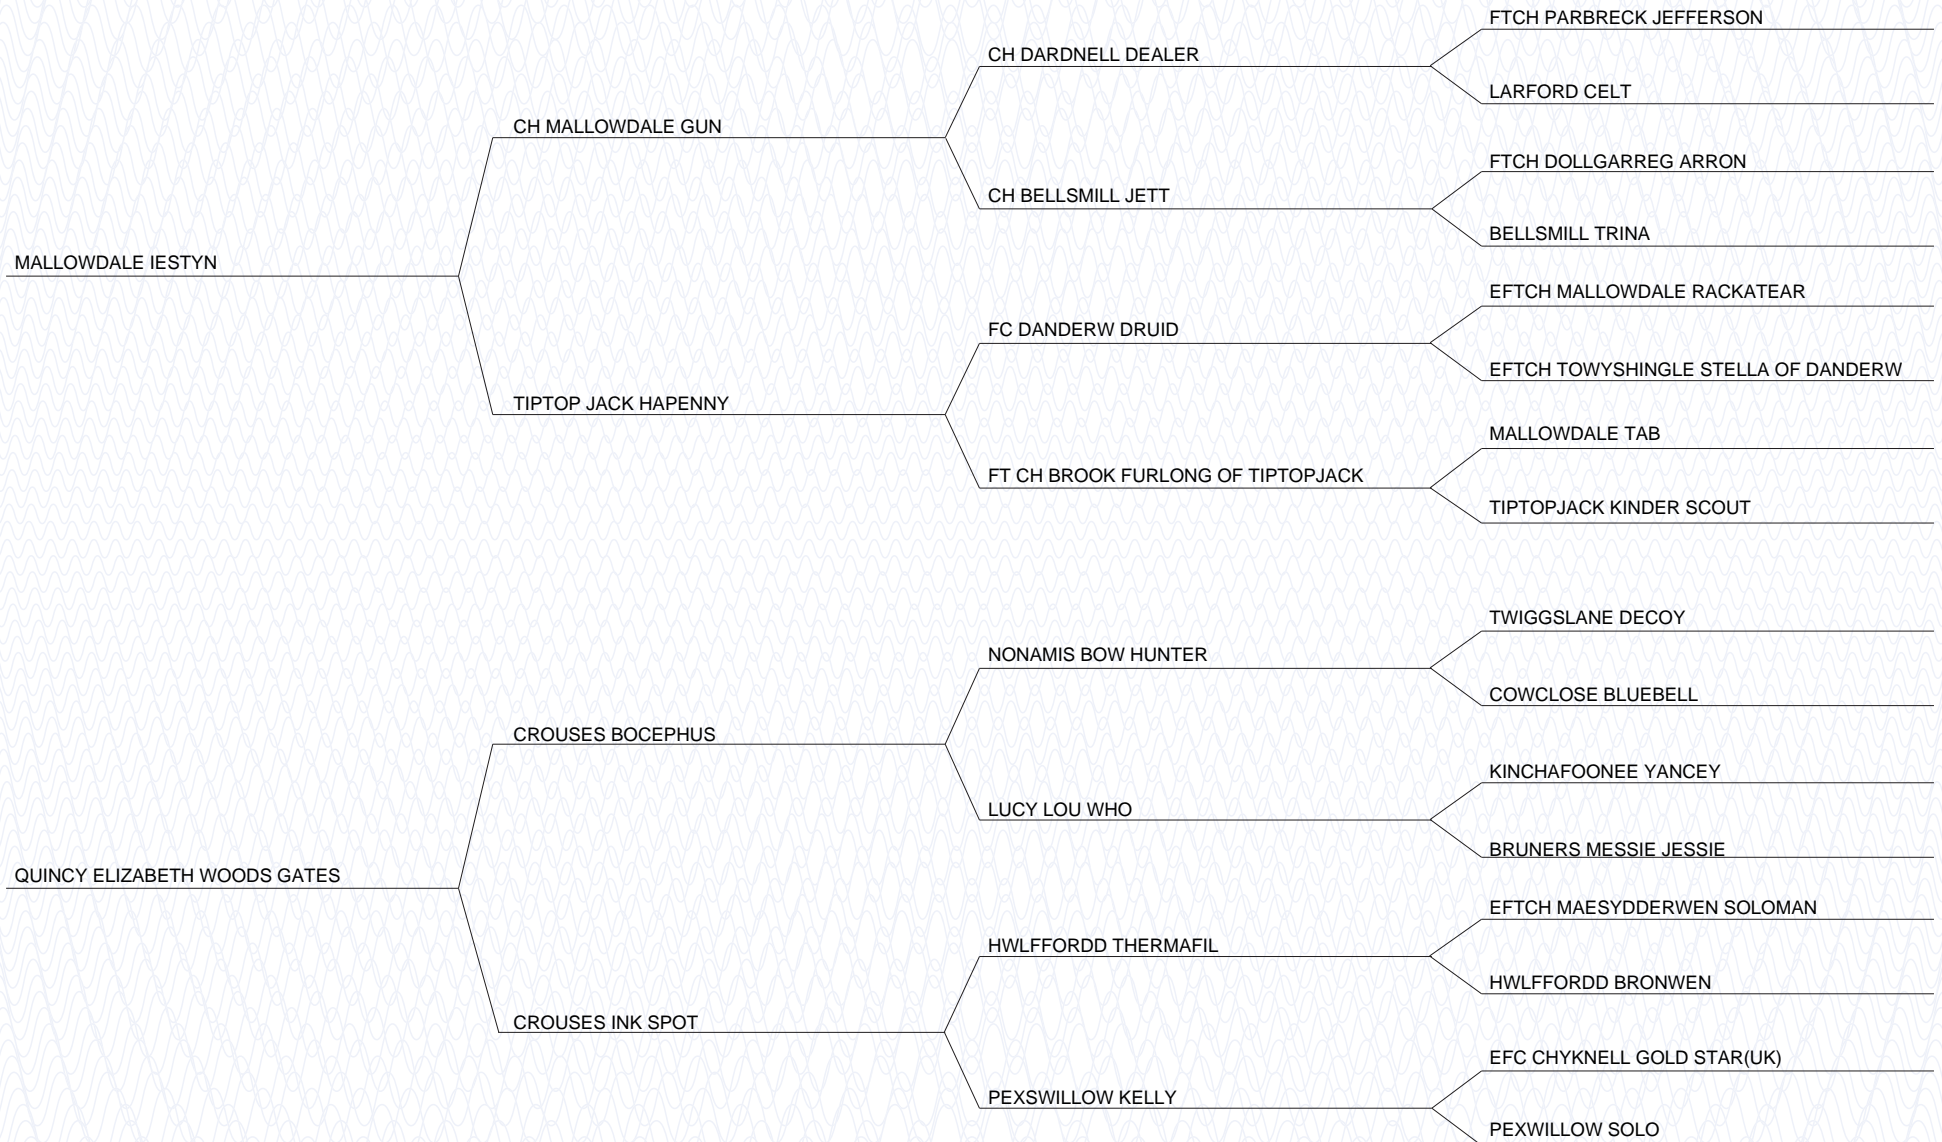 FTCH PARBRECK JEFFERSON
CH DARDNELL DEALER
LARFORD CELT
CH MALLOWDALE GUN
FTCH DOLLGARREG ARRON
CH BELLSMILL JETT
BELLSMILL TRINA
MALLOWDALE IESTYN
EFTCH MALLOWDALE RACKATEAR
FC DANDERW DRUID
EFTCH TOWYSHINGLE STELLA OF DANDERW
TIPTOP JACK HAPENNY
MALLOWDALE TAB
FT CH BROOK FURLONG OF TIPTOPJACK
TIPTOPJACK KINDER SCOUT
TWIGGSLANE DECOY
NONAMIS BOW HUNTER
COWCLOSE BLUEBELL
CROUSES BOCEPHUS
KINCHAFOONEE YANCEY
LUCY LOU WHO
BRUNERS MESSIE JESSIE
QUINCY ELIZABETH WOODS GATES
EFTCH MAESYDDERWEN SOLOMAN
HWLFFORDD THERMAFIL
HWLFFORDD BRONWEN
CROUSES INK SPOT
EFC CHYKNELL GOLD STAR(UK)
PEXSWILLOW KELLY
PEXWILLOW SOLO